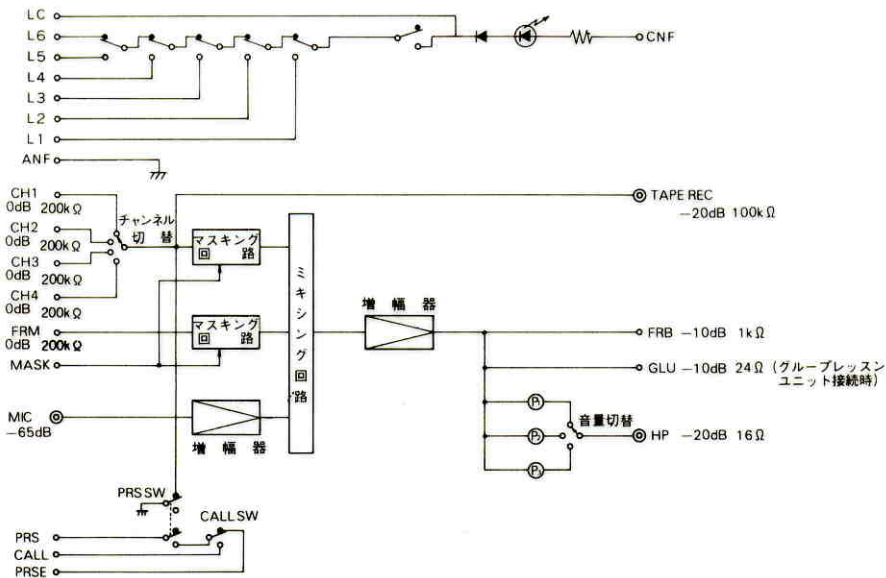 LC
L6
CNF
L5
L4
L3
L2
L1
ANF
CH1
0dB 200kΩ
チャンネル
切替
CH2
0dB 200kΩ
CH3
0dB 200kΩ
CH4
0dB 200kΩ
マスキング
回路
TAPE REC
-20dB 100kΩ
FRM
0dB 200kΩ
マスキング
回路
MASK
ミキシング回路
増幅器
FRB -10dB 1kΩ
GLU -10dB 24Ω (グループレッスン
ユニット接続時)
MIC
-65dB
増幅器
P1
P2
P3
音量切替
HP -20dB 16Ω
PRS SW
CALL SW
PRS
CALL
PRSE